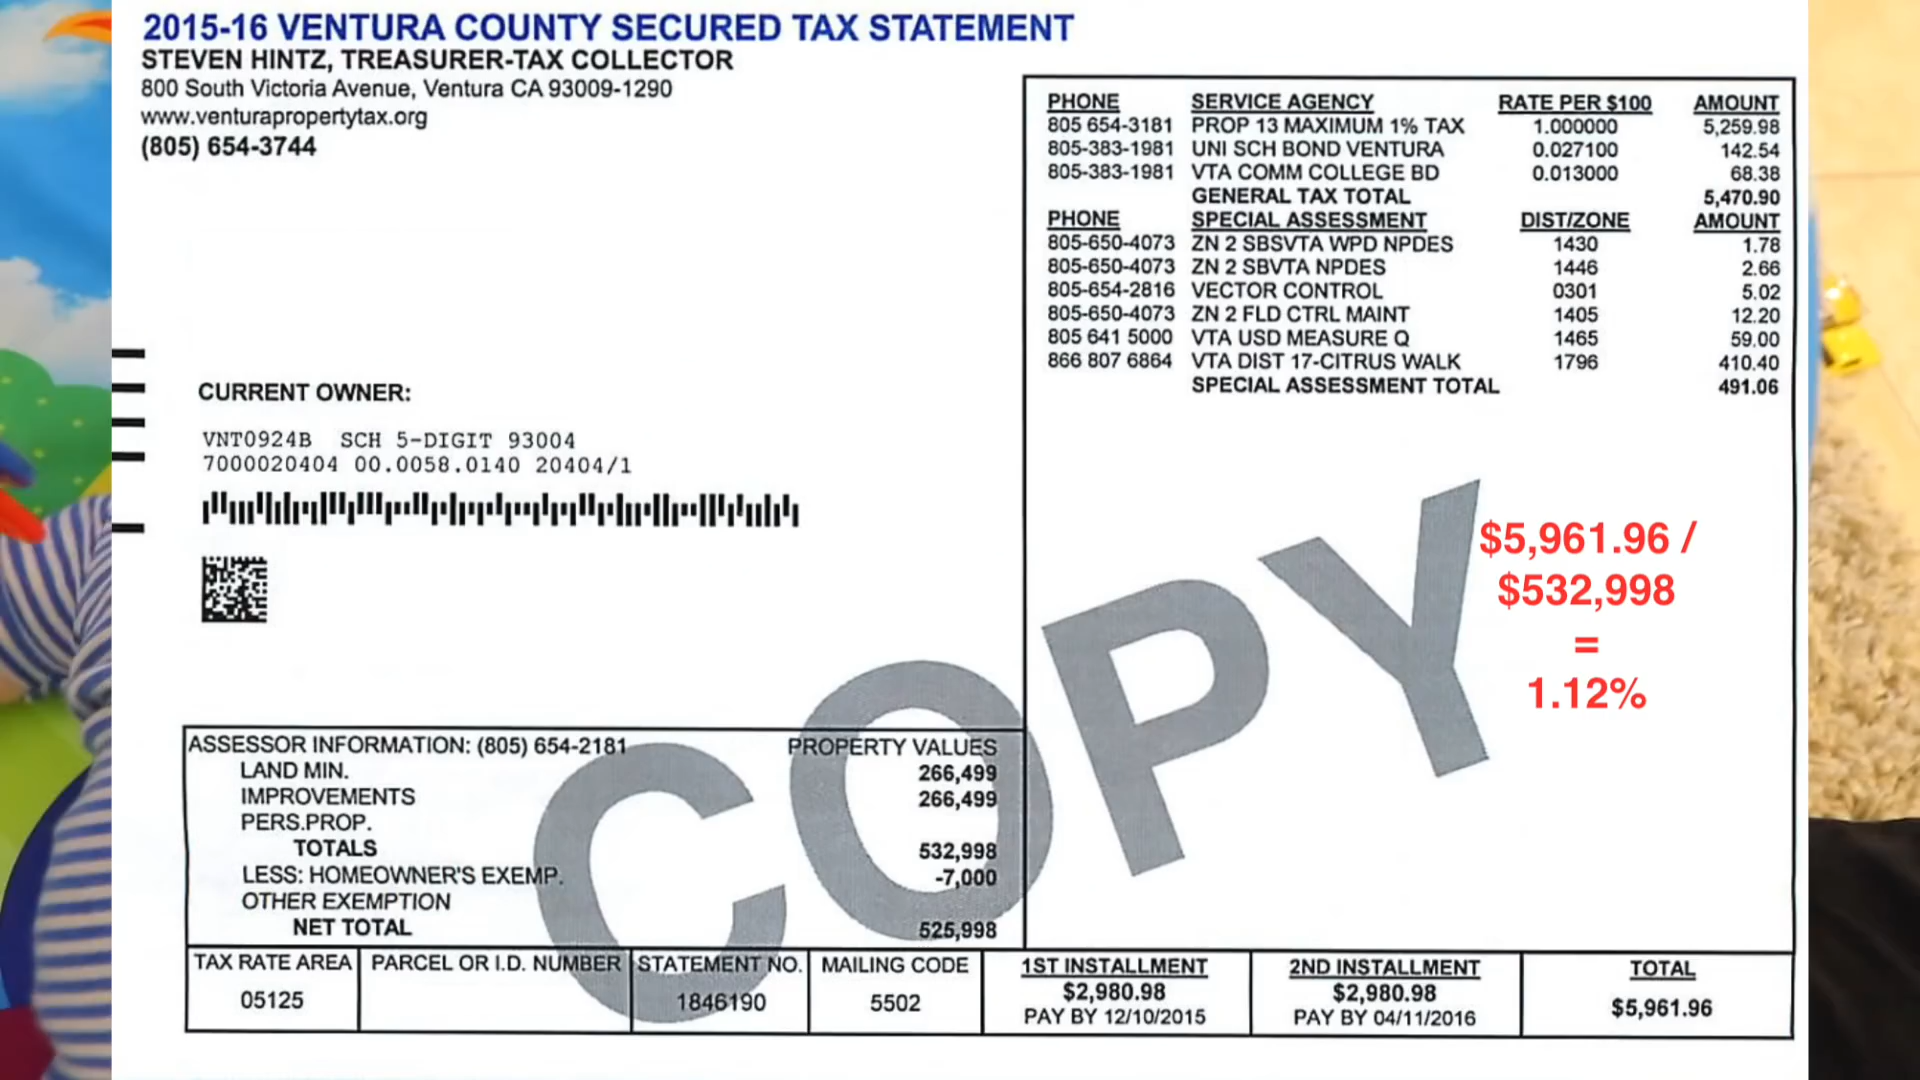 2015-16 VENTURA COUNTY SECURED TAX STATEMENT
STEVEN HINTZ, TREASURER-TAX COLLECTOR
800 South Victoria Avenue, Ventura CA 93009-1290
www.venturapropertytax.org
(805) 654-3744
PHONE SERVICE AGENCY RATE PER $100 AMOUNT
805 654-3181 PROP 13 MAXIMUM 1% TAX 1.000000 5,259.98
805-383-1981 UNI SCH BOND VENTURA 0.027100 142.54
805-383-1981 VTA COMM COLLEGE BD 0.013000 68.38
GENERAL TAX TOTAL 5,470.90
PHONE SPECIAL ASSESSMENT DIST/ZONE AMOUNT
805-650-4073 ZN 2 SBSVTA WPD NPDES 1430 1.78
805-650-4073 ZN 2 SBVTA NPDES 1446 2.66
805-654-2816 VECTOR CONTROL 0301 5.02
805-650-4073 ZN 2 FLD CTRL MAINT 1405 12.20
805 641 5000 VTA USD MEASURE Q 1465 59.00
866 807 6864 VTA DIST 17-CITRUS WALK 1796 410.40
SPECIAL ASSESSMENT TOTAL 491.06
CURRENT OWNER:
VNT0924B SCH 5-DIGIT 93004
7000020404 00.0058.0140 20404/1
$5,961.96 /
$532,998
=
1.12%
COPY
ASSESSOR INFORMATION: (805) 654-2181 PROPERTY VALUES
LAND MIN. 266,499
IMPROVEMENTS 266,499
PERS.PROP.
TOTALS 532,998
LESS: HOMEOWNER'S EXEMP. -7,000
OTHER EXEMPTION
NET TOTAL 525,998
TAX RATE AREA PARCEL OR I.D. NUMBER STATEMENT NO. MAILING CODE 1ST INSTALLMENT 2ND INSTALLMENT TOTAL
05125 1846190 5502 $2,980.98 $2,980.98 $5,961.96
PAY BY 12/10/2015 PAY BY 04/11/2016